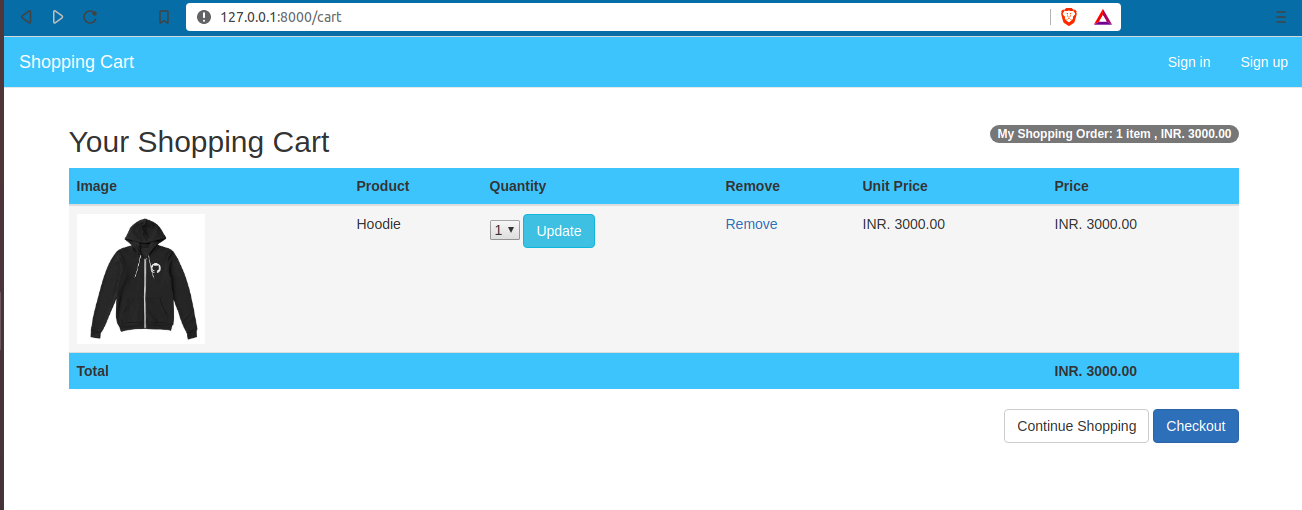 127.0.0.1:8000/cart
Shopping Cart Sign in Sign up
Your Shopping Cart My Shopping Order: 1 item , INR. 3000.00
Image Product Quantity Remove Unit Price Price
Hoodie 1 Update Remove INR. 3000.00 INR. 3000.00
Total INR. 3000.00
Continue Shopping Checkout